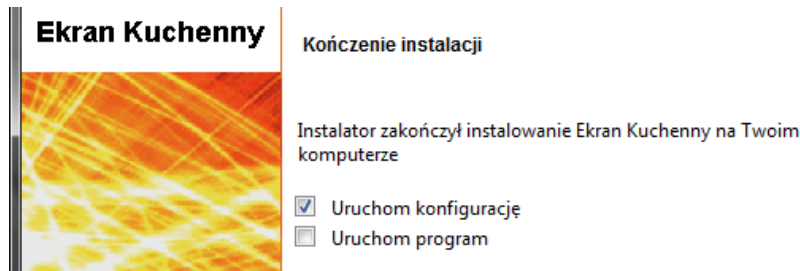 Ekran Kuchenny
Kończenie instalacji
Instalator zakończył instalowanie Ekran Kuchenny na Twoim
komputerze
Uruchom konfigurację
Uruchom program